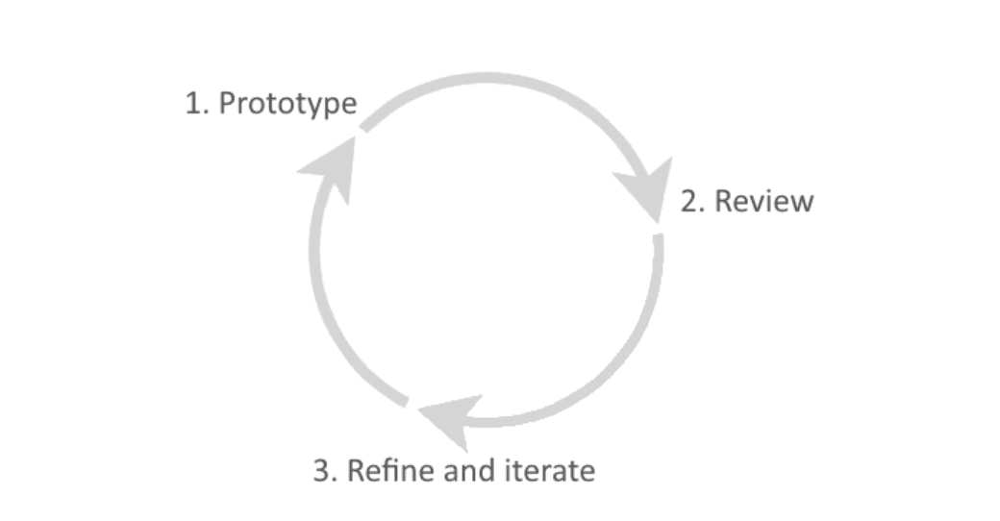 1. Prototype
2. Review
3. Refine and iterate